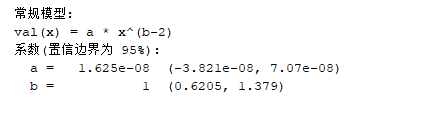 常规模型:
val(x) = a * x^(b-2)
系数(置信边界为 95%):
a = 1.625e-08 (-3.821e-08, 7.07e-08)
b = 1 (0.6205, 1.379)